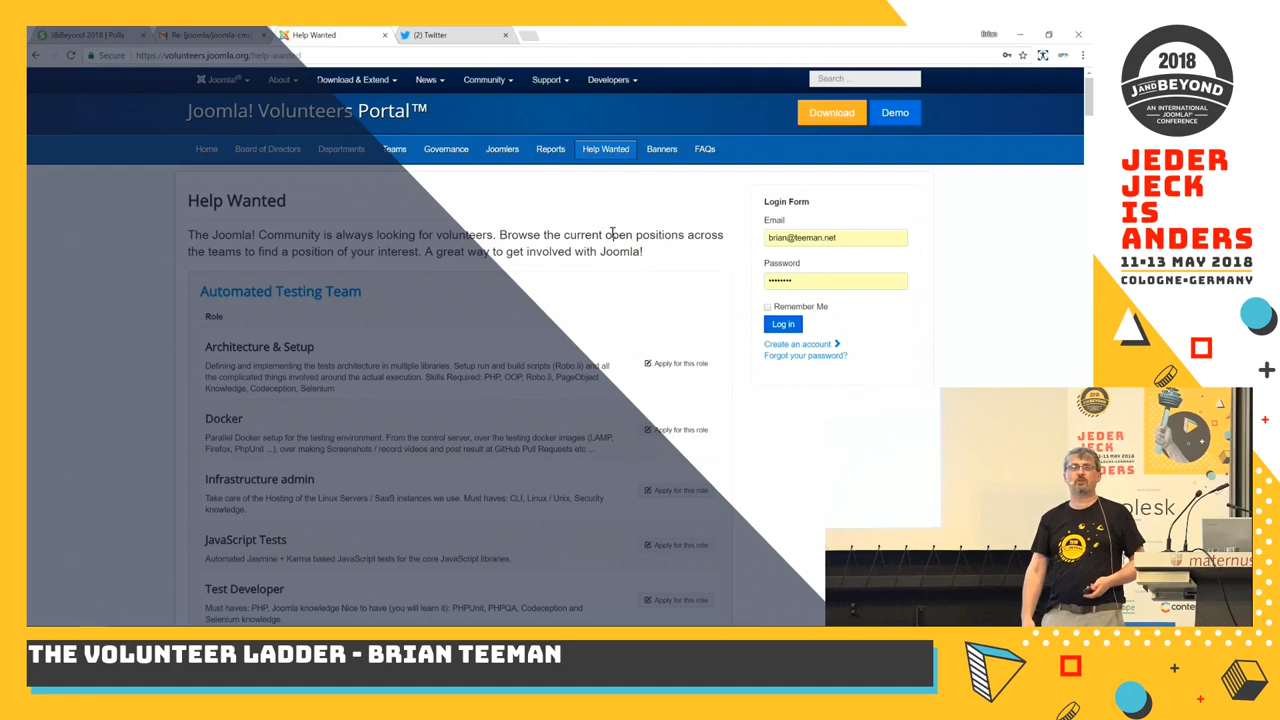 J&Beyond 2018 | Polls
Re: [joomla/joomla-cms
Help Wanted
(2) Twitter
Brian
Secure
https://volunteers.joomla.org/help-wanted
Joomla!®
About
Download & Extend
News
Community
Support
Developers
Search ...
Joomla! Volunteers Portal™
Download
Demo
Home
Board of Directors
Departments
Teams
Governance
Joomlers
Reports
Help Wanted
Banners
FAQs
Help Wanted
The Joomla! Community is always looking for volunteers. Browse the current open positions across
the teams to find a position of your interest. A great way to get involved with Joomla!
Automated Testing Team
Role
Architecture & Setup
Defining and implementing the tests architecture in multiple libraries. Setup run and build scripts (Robo.li) and all
the complicated things involved around the actual execution. Skills Required: PHP, OOP, Robo.li, PageObject
Knowledge, Codeception, Selenium
Apply for this role
Docker
Parallel Docker setup for the testing environment. From the control server, over the testing docker images (LAMP,
Firefox, PhpUnit ...), over making Screenshots / record videos and post result at GitHub Pull Requests etc ...
Apply for this role
Infrastructure admin
Take care of the Hosting of the Linux Servers / SaaS instances we use. Must haves: CLI, Linux / Unix, Security
knowledge.
Apply for this role
JavaScript Tests
Automated Jasmine + Karma based JavaScript tests for the core JavaScript libraries.
Apply for this role
Test Developer
Must haves: PHP, Joomla knowledge Nice to have (you will learn it): PHPUnit, PHPQA, Codeception and
Selenium knowledge.
Apply for this role
Login Form
Email
brian@teeman.net
Password
Remember Me
Log in
Create an account
Forgot your password?
2018
JANDBEYOND
AN INTERNATIONAL
JOOMLA!®
CONFERENCE
JEDER
JECK
IS
ANDERS
11-13 MAY 2018
COLOGNE•GERMANY
JEDER
maternus
THE VOLUNTEER LADDER - BRIAN TEEMAN